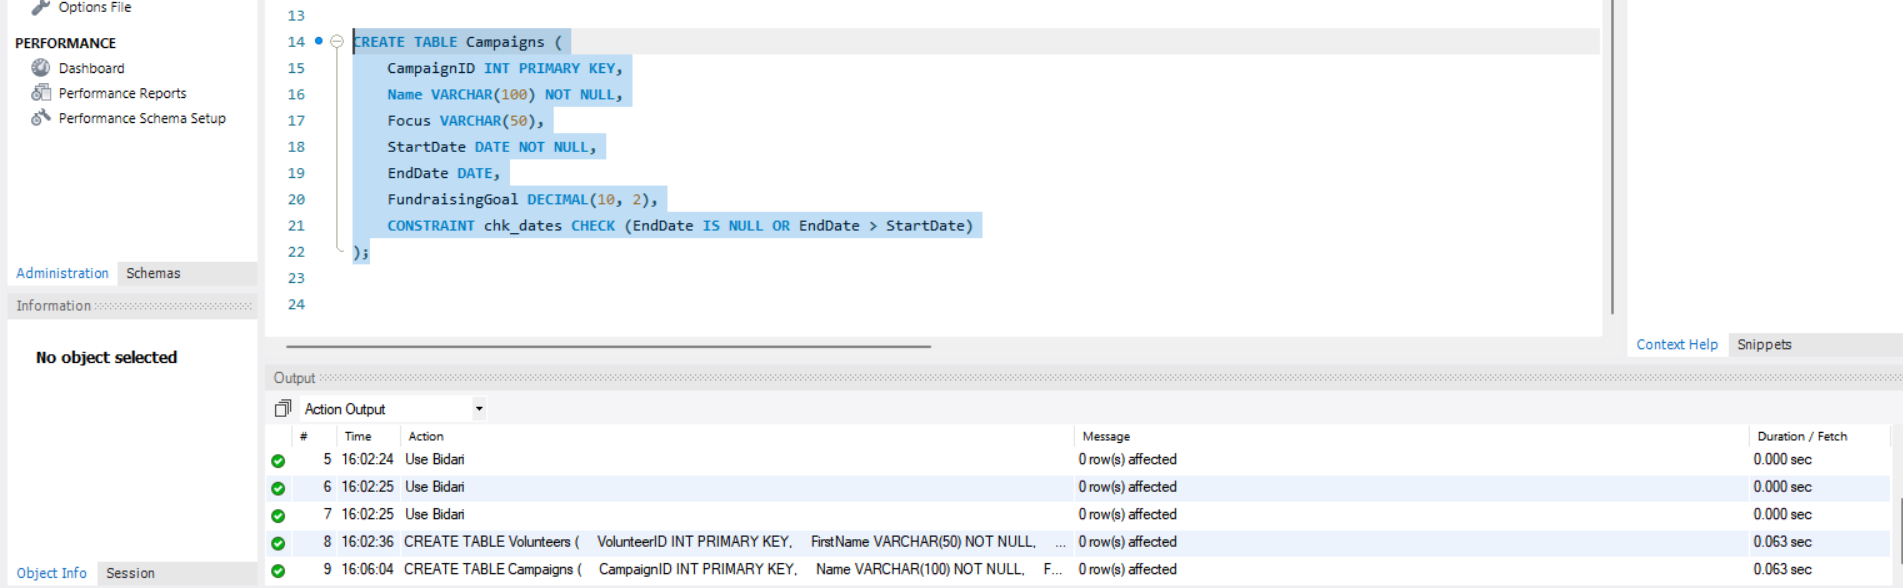 Options File
PERFORMANCE
Dashboard
Performance Reports
Performance Schema Setup
Administration Schemas
Information
No object selected
Object Info Session
13
14 CREATE TABLE Campaigns (
15 CampaignID INT PRIMARY KEY,
16 Name VARCHAR(100) NOT NULL,
17 Focus VARCHAR(50),
18 StartDate DATE NOT NULL,
19 EndDate DATE,
20 FundraisingGoal DECIMAL(10, 2),
21 CONSTRAINT chk_dates CHECK (EndDate IS NULL OR EndDate > StartDate)
22 );
23
24
Context Help Snippets
Output
Action Output
# Time Action Message Duration / Fetch
5 16:02:24 Use Bidari 0 row(s) affected 0.000 sec
6 16:02:25 Use Bidari 0 row(s) affected 0.000 sec
7 16:02:25 Use Bidari 0 row(s) affected 0.000 sec
8 16:02:36 CREATE TABLE Volunteers ( VolunteerID INT PRIMARY KEY, FirstName VARCHAR(50) NOT NULL, ... 0 row(s) affected 0.063 sec
9 16:06:04 CREATE TABLE Campaigns ( CampaignID INT PRIMARY KEY, Name VARCHAR(100) NOT NULL, F... 0 row(s) affected 0.063 sec